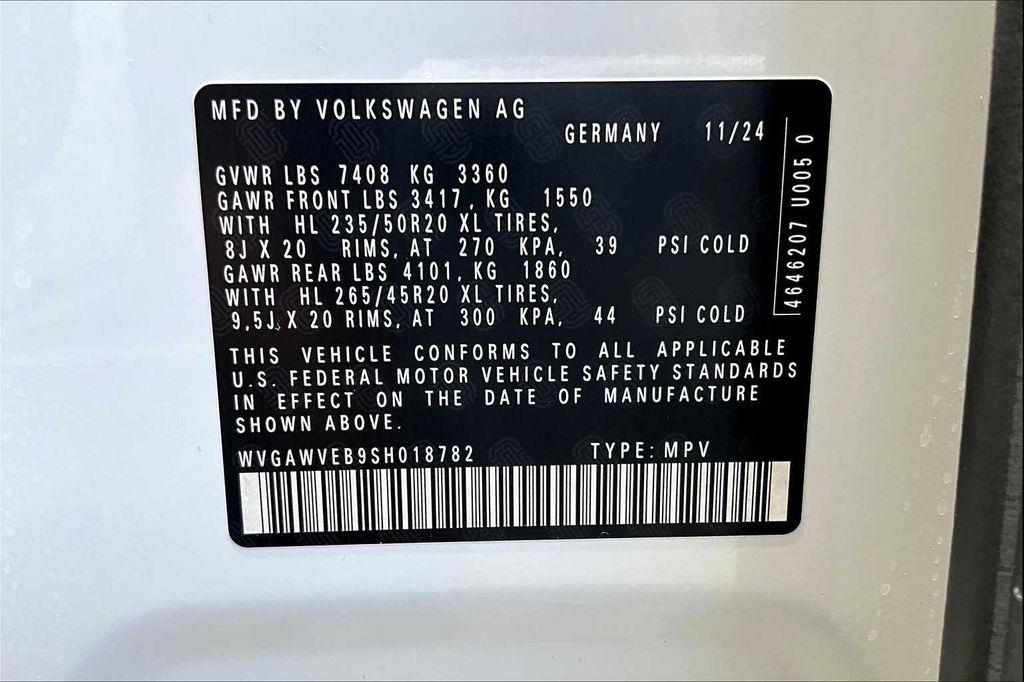 MFD BY VOLKSWAGEN AG
GERMANY 11/24
GVWR LBS 7408 KG 3360
GAWR FRONT LBS 3417, KG 1550
WITH HL 235/50R20 XL TIRES,
8J X 20 RIMS, AT 270 KPA, 39 PSI COLD
GAWR REAR LBS 4101, KG 1860
WITH HL 265/45R20 XL TIRES,
9,5J X 20 RIMS, AT 300 KPA, 44 PSI COLD
THIS VEHICLE CONFORMS TO ALL APPLICABLE
U.S. FEDERAL MOTOR VEHICLE SAFETY STANDARDS
IN EFFECT ON THE DATE OF MANUFACTURE
SHOWN ABOVE.
WVGAWVEB9SH018782 TYPE: MPV
4646207 U005 0